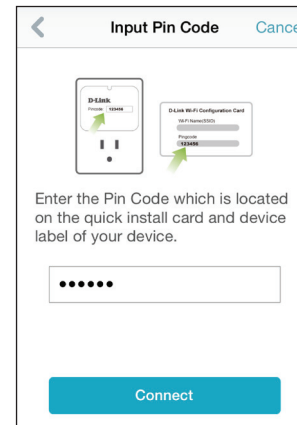 Input Pin Code
Cance
D-Link
Pincode 123456
D-Link Wi-Fi Configuration Card
Wi-Fi Name(SSID)
Pingcode
123456
Enter the Pin Code which is located
on the quick install card and device
label of your device.
••••••
Connect